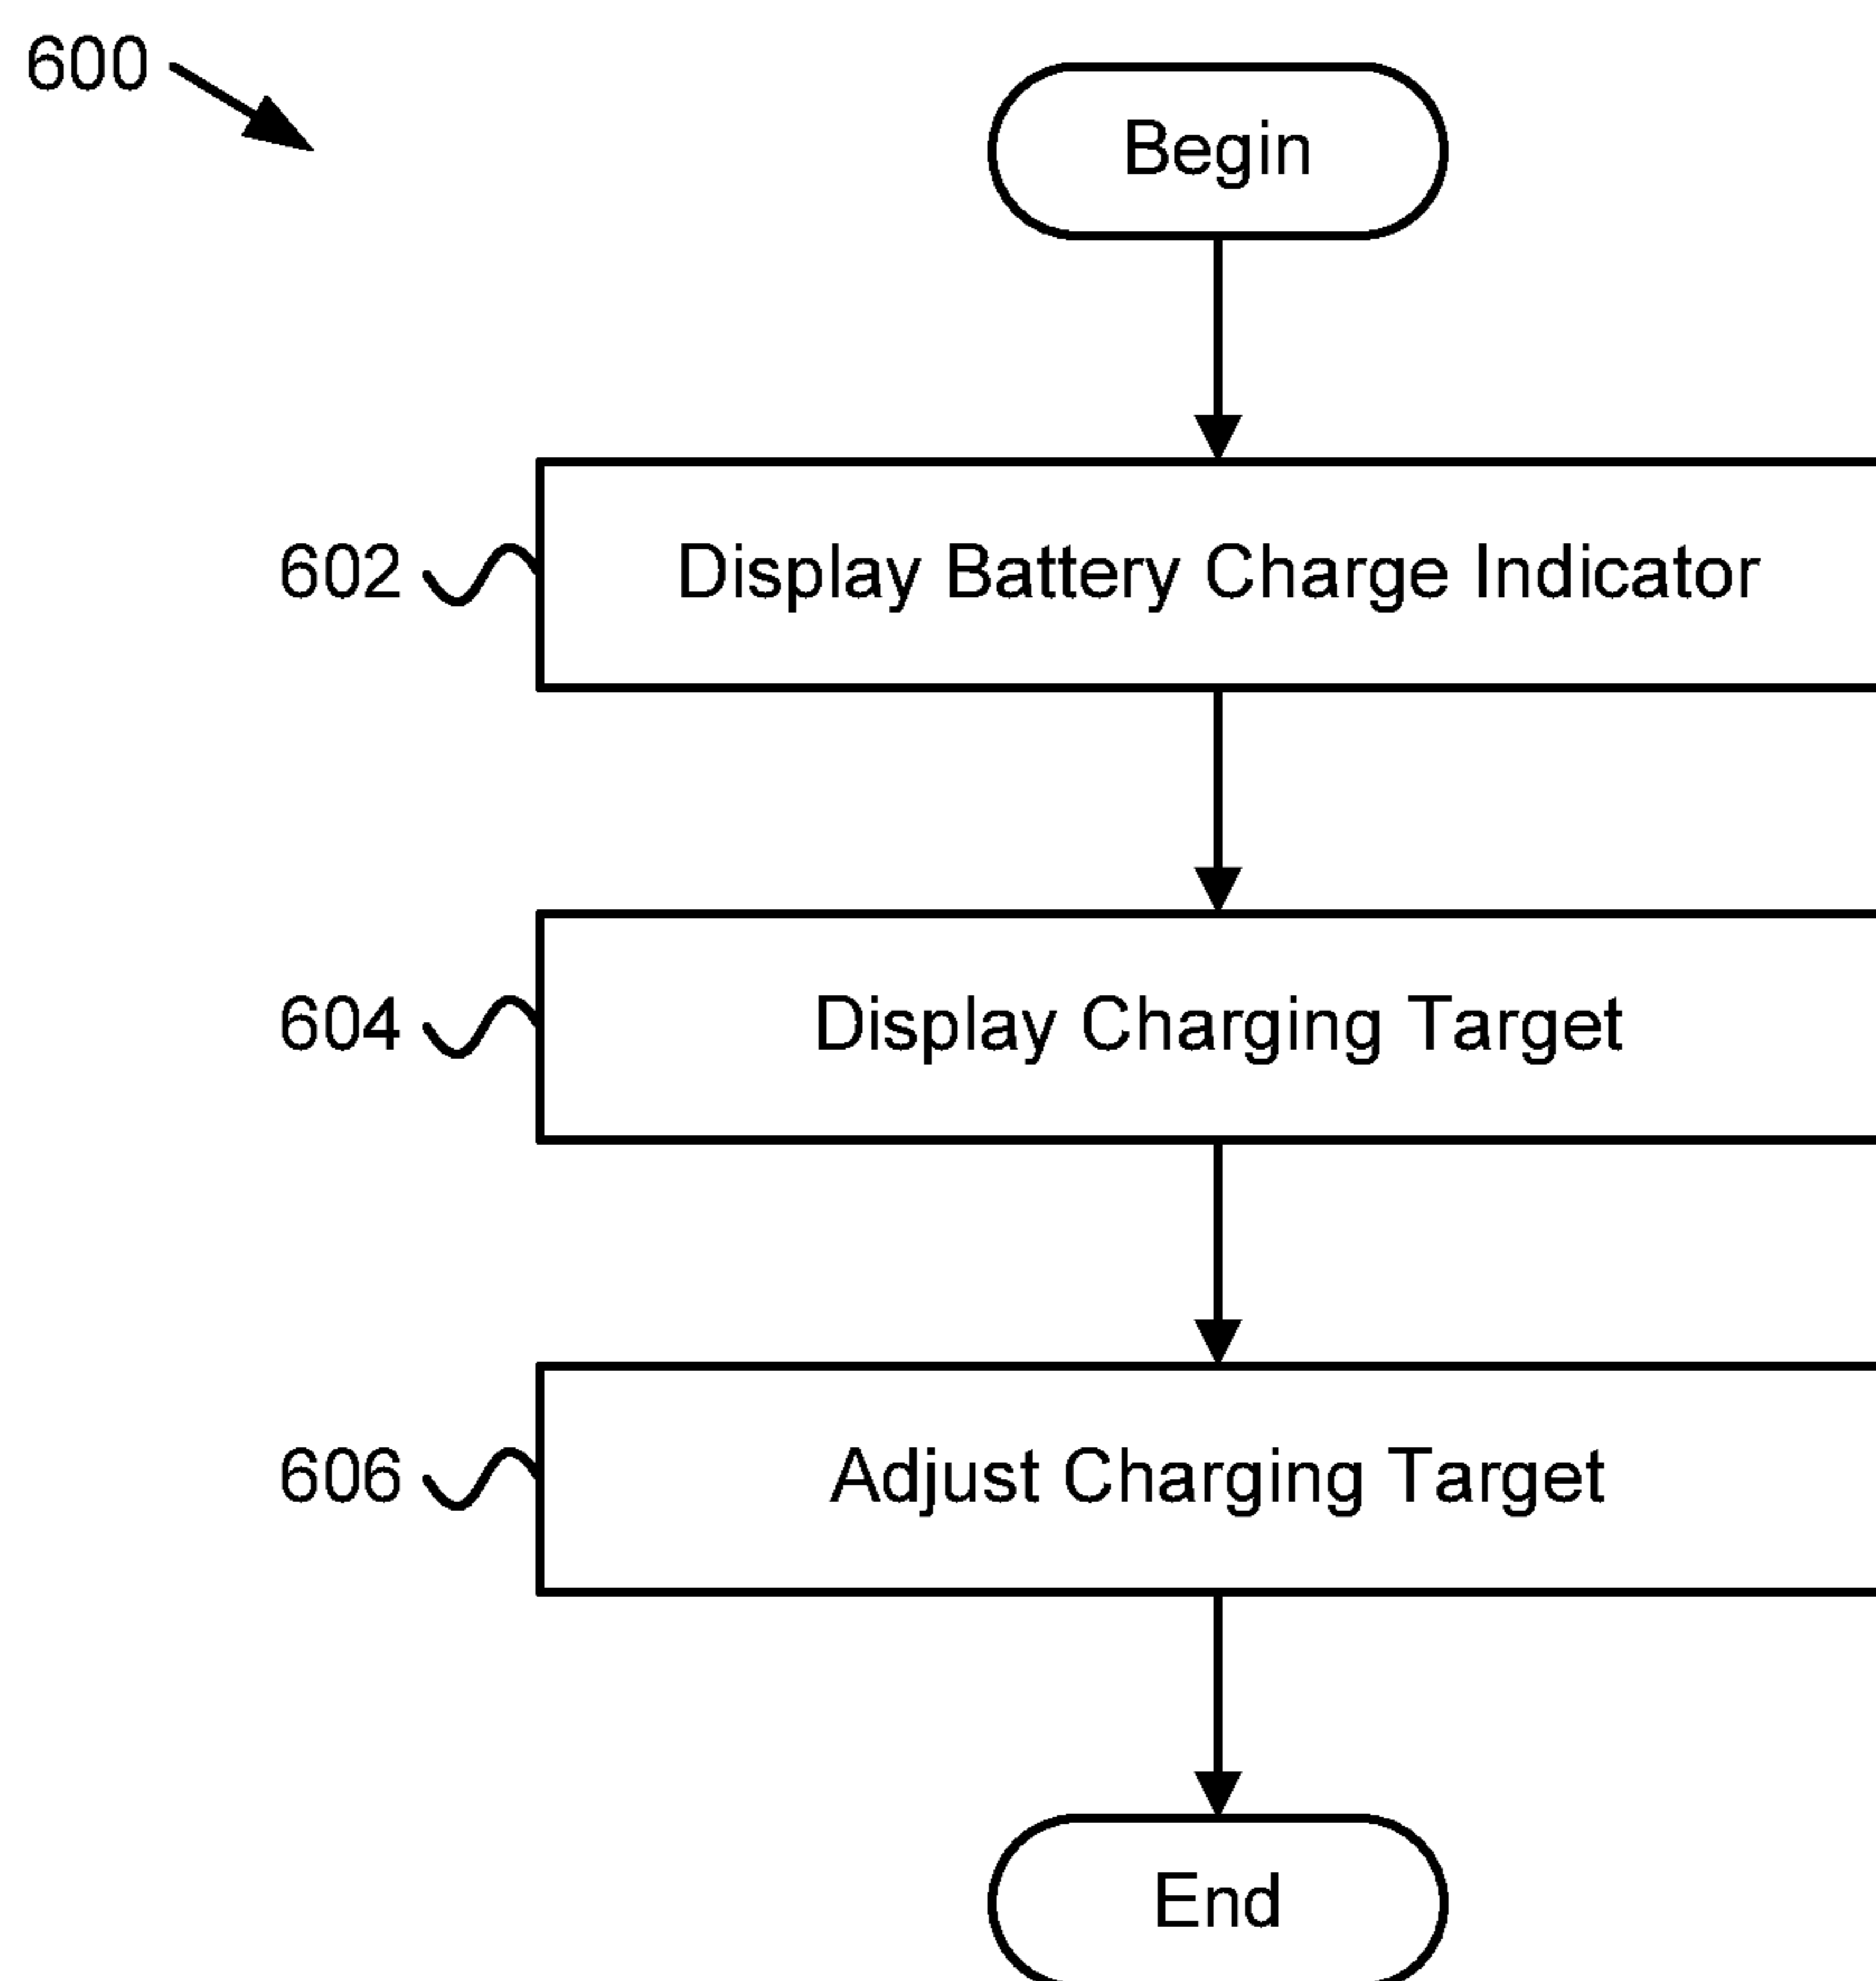 600
Begin
602 Display Battery Charge Indicator
604 Display Charging Target
606 Adjust Charging Target
End